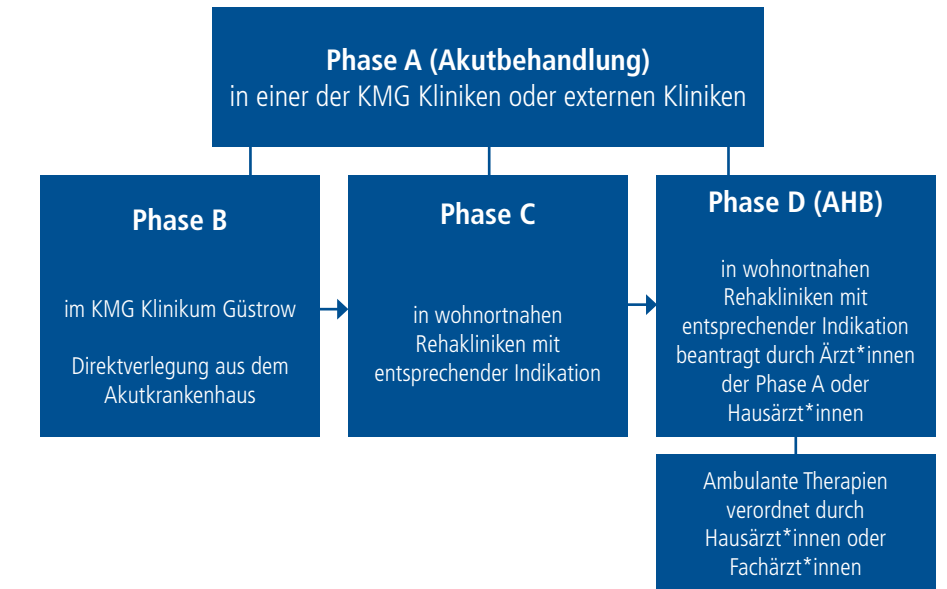 Phase A (Akutbehandlung)
in einer der KMG Kliniken oder externen Kliniken
Phase B
im KMG Klinikum Güstrow
Direktverlegung aus dem
Akutkrankenhaus
Phase C
in wohnortnahen
Rehakliniken mit
entsprechender Indikation
Phase D (AHB)
in wohnortnahen
Rehakliniken mit
entsprechender Indikation
beantragt durch Ärzt*innen
der Phase A oder
Hausärzt*innen
Ambulante Therapien
verordnet durch
Hausärzt*innen oder
Fachärzt*innen